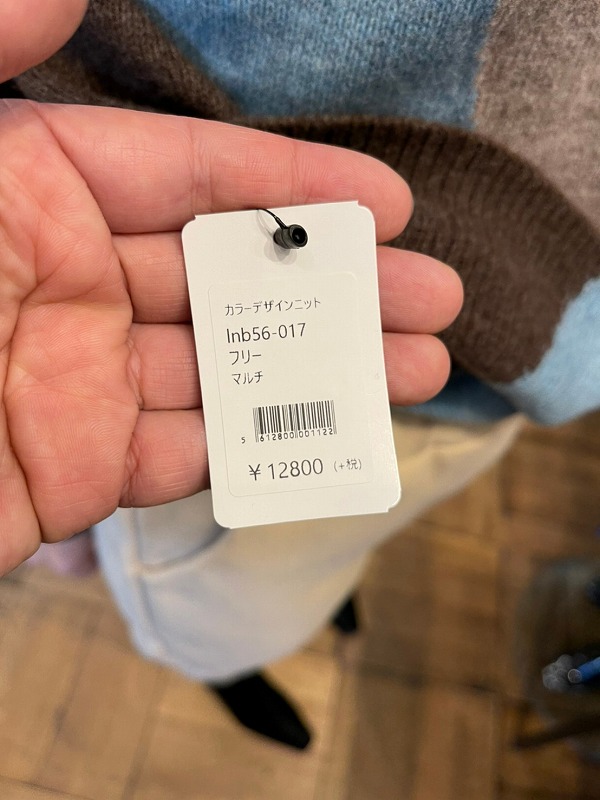 カラーデザインニット
lnb56-017
フリー
マルチ
5 612800 001122
￥12800 (+税)